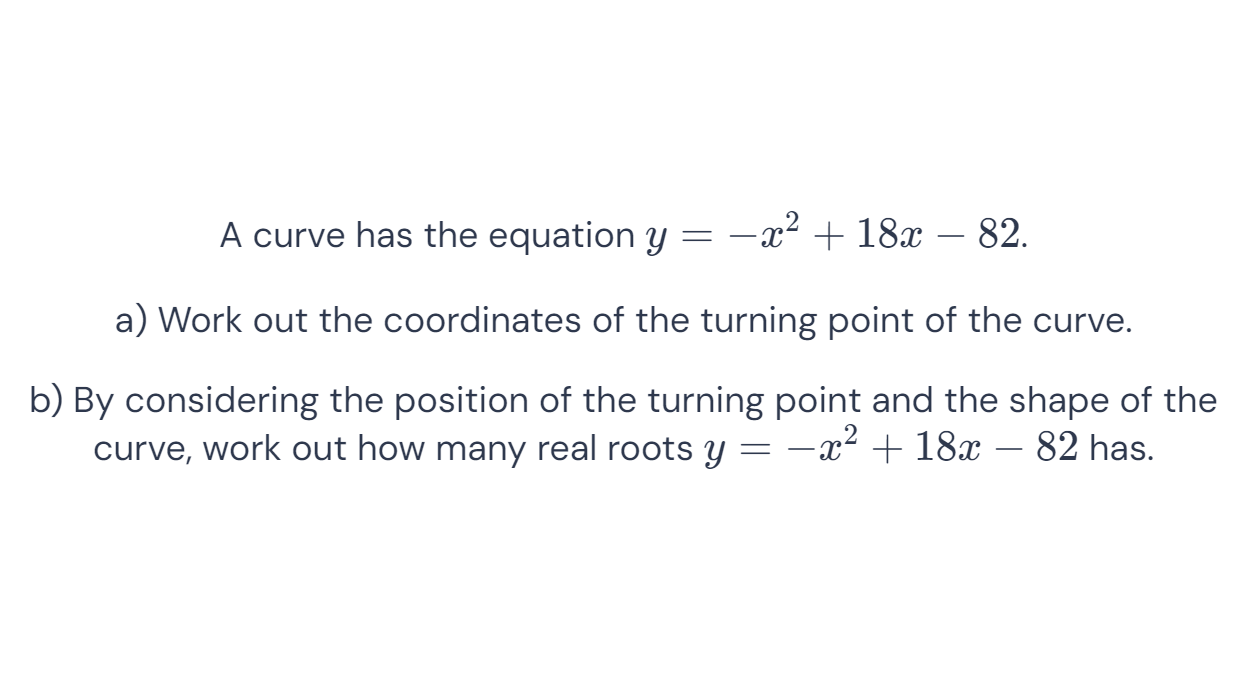 A curve has the equation y = −x² + 18x − 82.
a) Work out the coordinates of the turning point of the curve.
b) By considering the position of the turning point and the shape of the
curve, work out how many real roots y = −x² + 18x − 82 has.